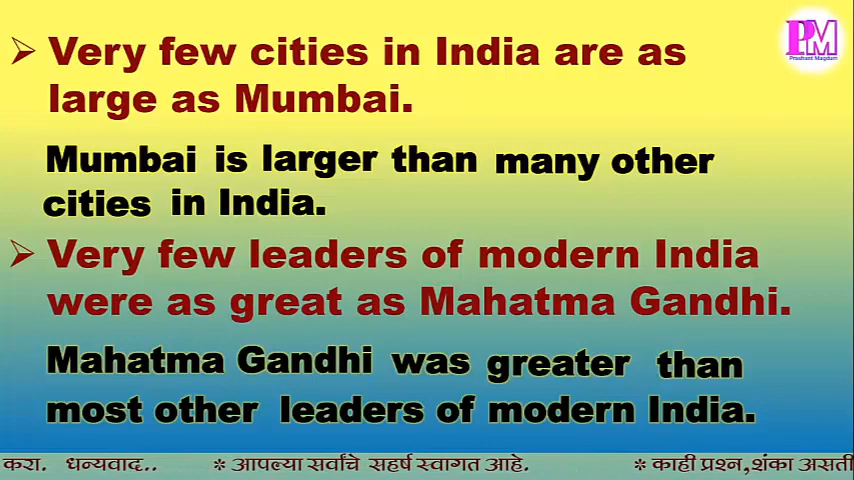 ➢ Very few cities in India are as
large as Mumbai.
PM
Prashant Magdum
Mumbai is larger than many other
cities in India.
➢ Very few leaders of modern India
were as great as Mahatma Gandhi.
Mahatma Gandhi was greater than
most other leaders of modern India.
करा. धन्यवाद.. * आपल्या सर्वांचे सहर्ष स्वागत आहे. * काही प्रश्न,शंका असती